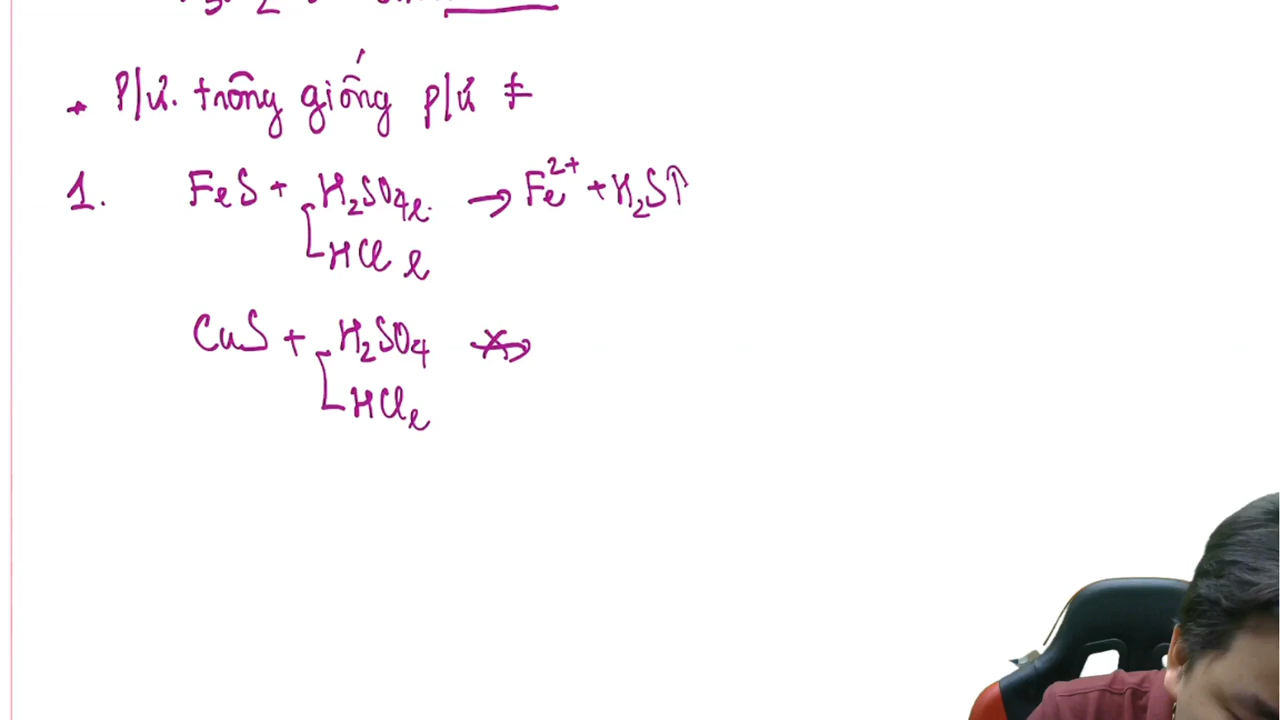 * P/ứ. trông giống p/ứ ≠
1. FeS + H₂SO₄ℓ. → Fe²⁺ + H₂S↑
HCl ℓ
CuS + H₂SO₄ ↛
HCl ℓ